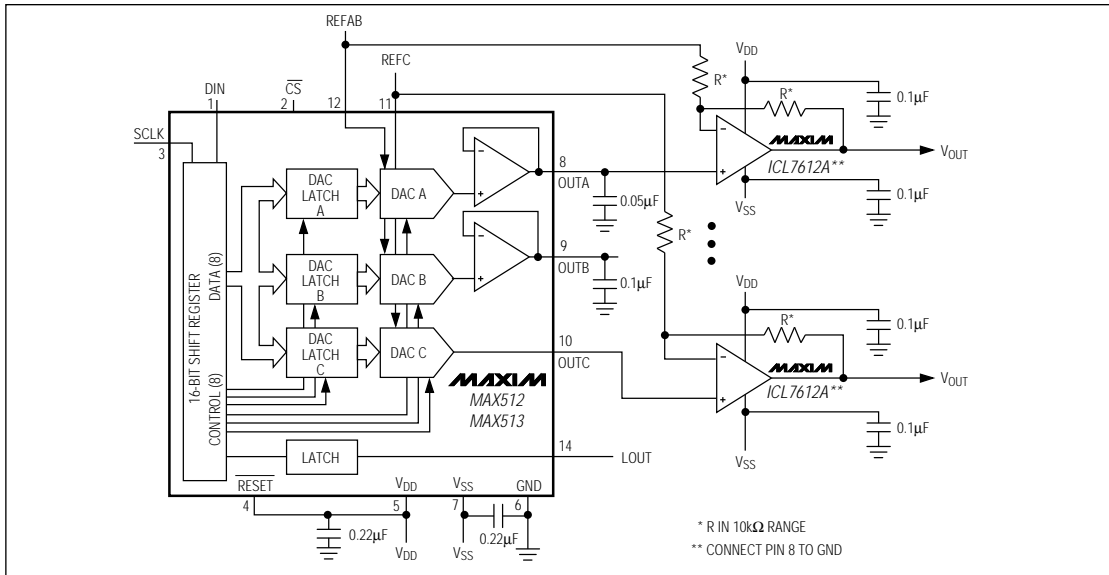 REFAB
REFC
DIN
CS
1
2
12
11
SCLK
3
16-BIT SHIFT REGISTER
DATA (8)
CONTROL (8)
DAC
LATCH
A
DAC A
DAC
LATCH
B
DAC B
DAC
LATCH
C
DAC C
LATCH
-
+
8
OUTA
0.05µF
-
+
9
OUTB
0.1µF
10
OUTC
MAXIM
MAX512
MAX513
14
LOUT
RESET
4
VDD
5
VSS
7
GND
6
0.22µF
VDD
VSS
0.22µF
R*
VDD
R*
0.1µF
-
+
MAXIM
ICL7612A**
VOUT
VSS
0.1µF
R*
VDD
R*
0.1µF
-
+
MAXIM
ICL7612A**
VOUT
VSS
0.1µF
* R IN 10kΩ RANGE
** CONNECT PIN 8 TO GND